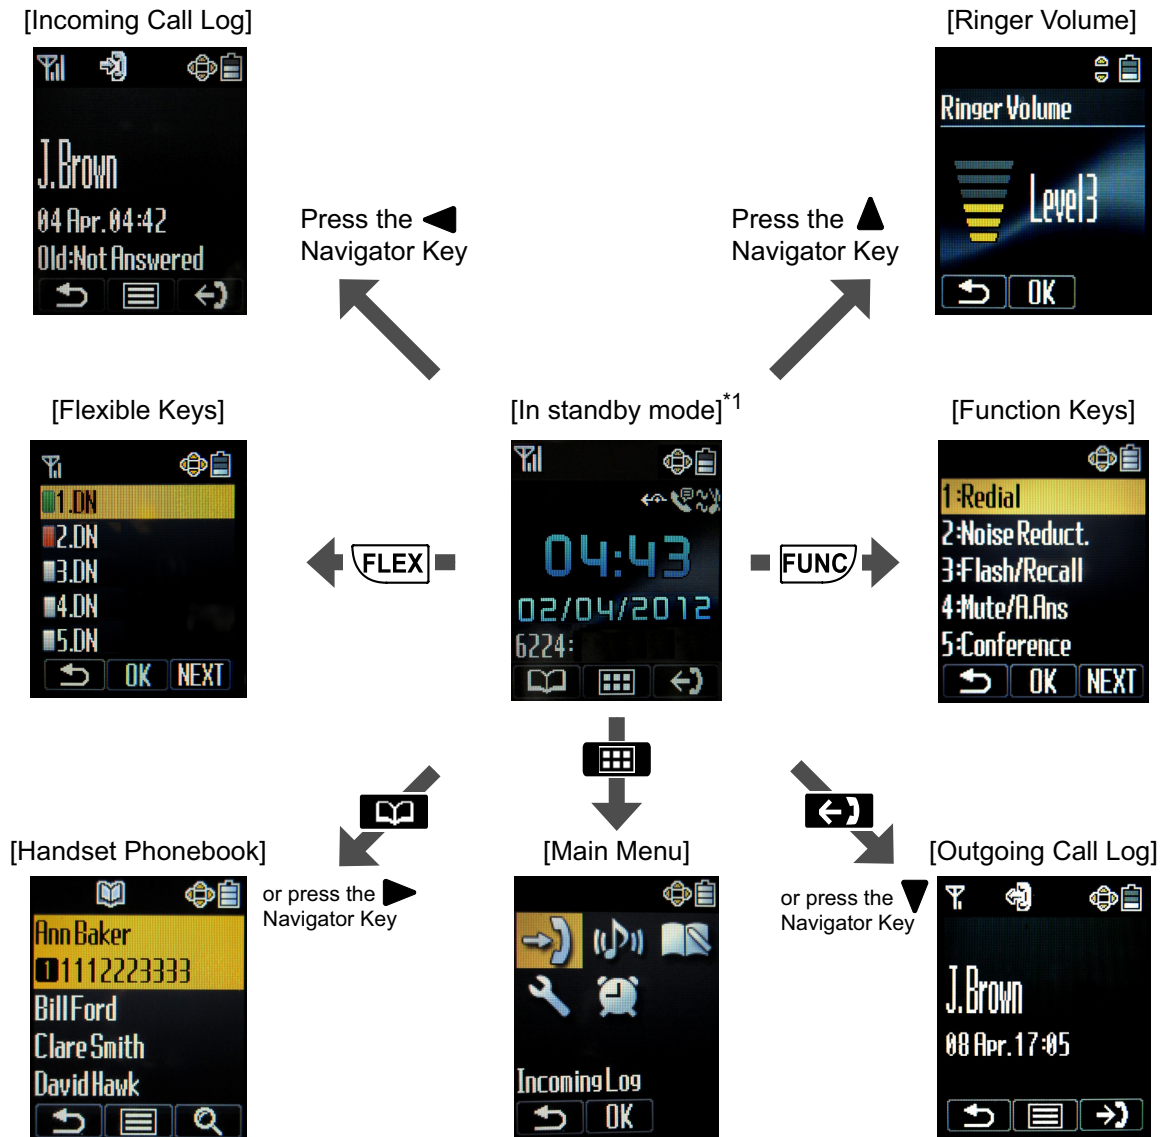 [Incoming Call Log]
J.Brown
04 Apr. 04:42
Old:Not Answered
Press the
Navigator Key
[Ringer Volume]
Ringer Volume
Level3
OK
Press the
Navigator Key
[Flexible Keys]
1.DN
2.DN
3.DN
4.DN
5.DN
OK NEXT
FLEX
[In standby mode]*1
04:43
02/04/2012
6224:
FUNC
[Function Keys]
1:Redial
2:Noise Reduct.
3:Flash/Recall
4:Mute/A.Ans
5:Conference
OK NEXT
[Handset Phonebook]
Ann Baker
1 1112223333
Bill Ford
Clare Smith
David Hawk
or press the
Navigator Key
[Main Menu]
Incoming Log
OK
or press the
Navigator Key
[Outgoing Call Log]
J.Brown
08 Apr. 17:05